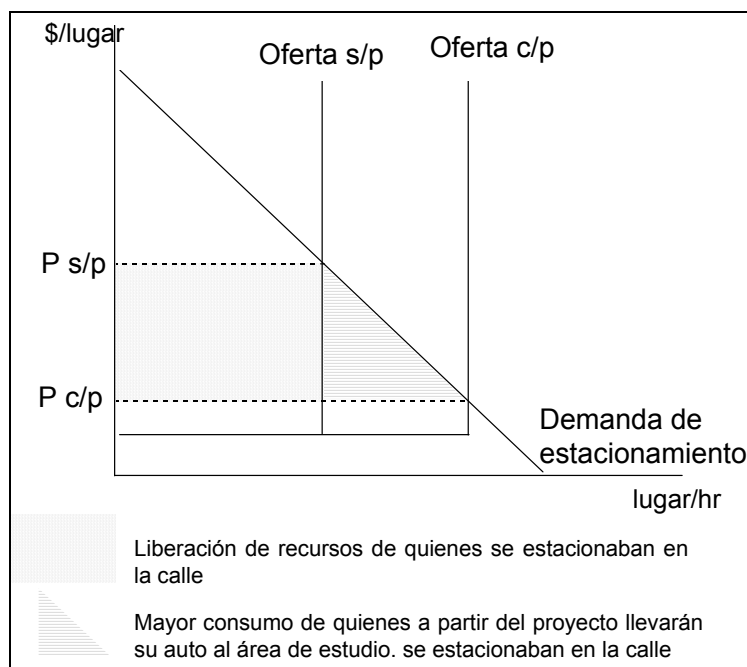 $/lugar
Oferta s/p
Oferta c/p
P s/p
P c/p
Demanda de
estacionamiento
lugar/hr
Liberación de recursos de quienes se estacionaban en
la calle
Mayor consumo de quienes a partir del proyecto llevarán
su auto al área de estudio. se estacionaban en la calle